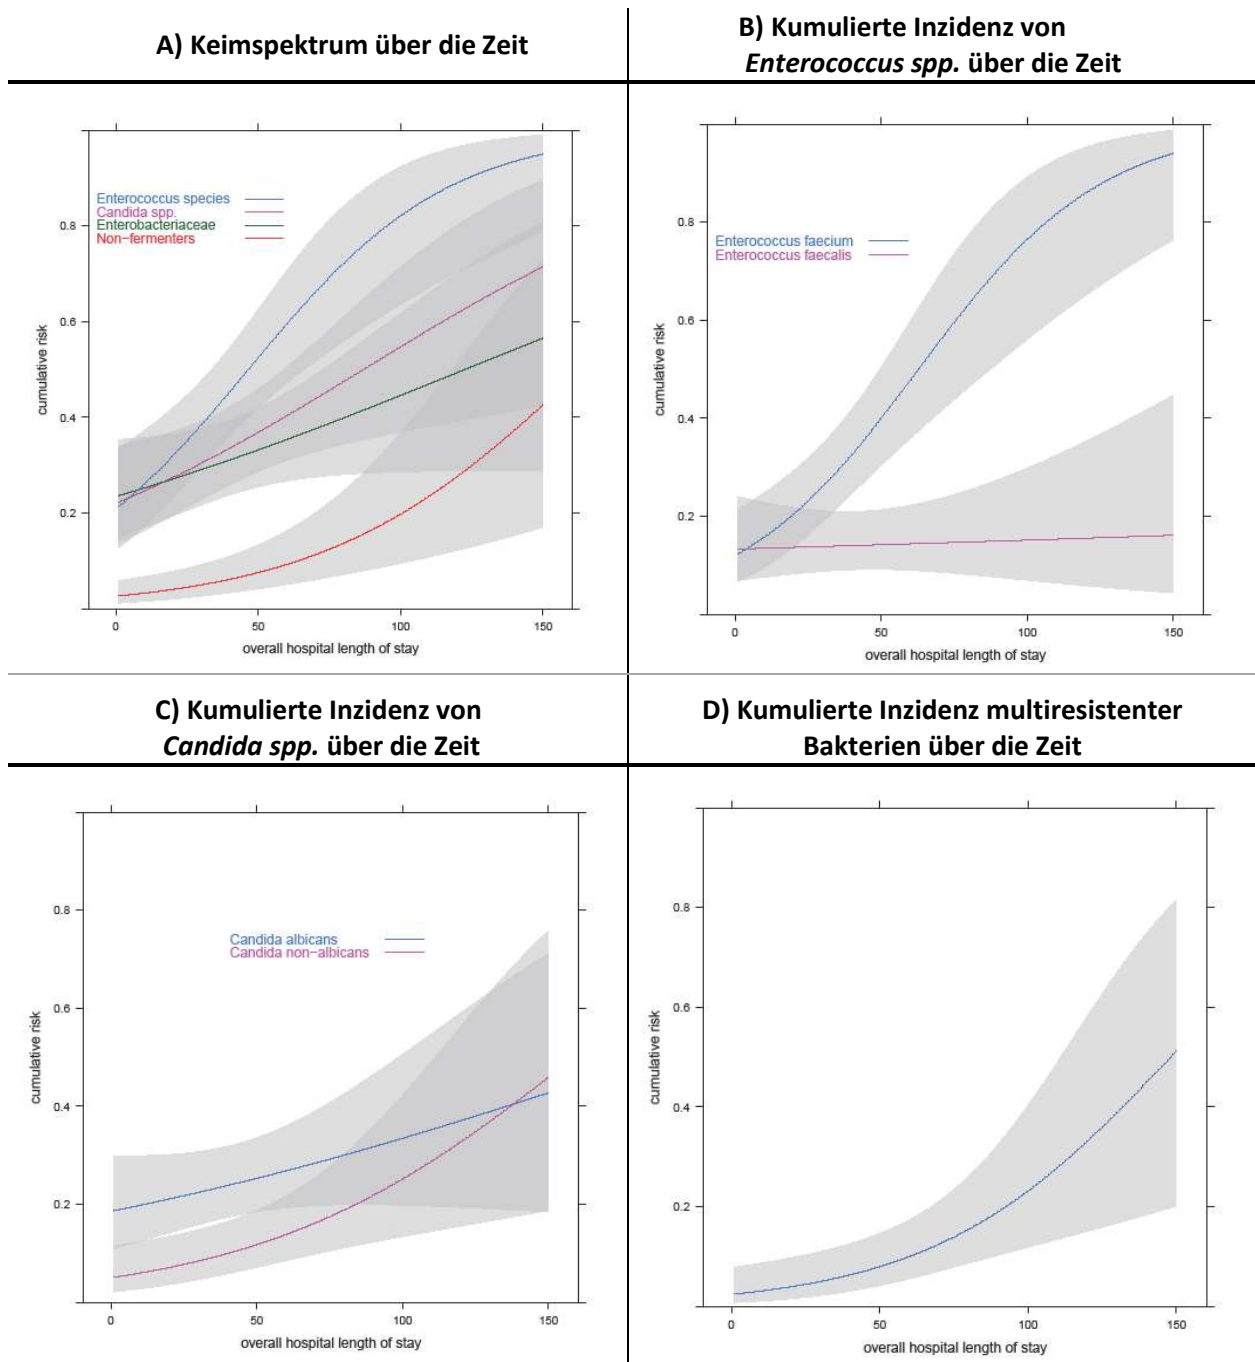 A) Keimspektrum über die Zeit
B) Kumulierte Inzidenz von
Enterococcus spp. über die Zeit
Enterococcus species
Candida spp.
Enterobacteriaceae
Non−fermenters
0.8
0.6
0.4
0.2
cumulative risk
0 50 100 150
overall hospital length of stay
Enterococcus faecium
Enterococcus faecalis
0.8
0.6
0.4
0.2
cumulative risk
0 50 100 150
overall hospital length of stay
C) Kumulierte Inzidenz von
Candida spp. über die Zeit
D) Kumulierte Inzidenz multiresistenter
Bakterien über die Zeit
Candida albicans
Candida non−albicans
0.8
0.6
0.4
0.2
cumulative risk
0 50 100 150
overall hospital length of stay
0.8
0.6
0.4
0.2
cumulative risk
0 50 100 150
overall hospital length of stay